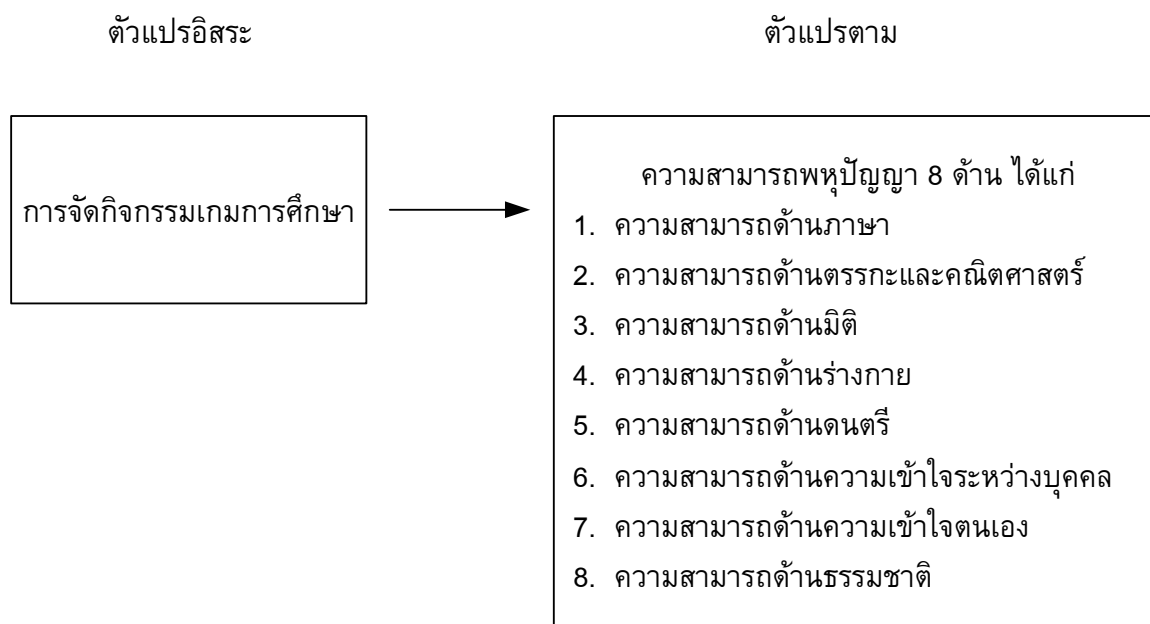 ตัวแปรอิสระ
ตัวแปรตาม
การจัดกิจกรรมเกมการศึกษา
ความสามารถพหุปัญญา 8 ด้าน ได้แก่
1. ความสามารถด้านภาษา
2. ความสามารถด้านตรรกะและคณิตศาสตร์
3. ความสามารถด้านมิติ
4. ความสามารถด้านร่างกาย
5. ความสามารถด้านดนตรี
6. ความสามารถด้านความเข้าใจระหว่างบุคคล
7. ความสามารถด้านความเข้าใจตนเอง
8. ความสามารถด้านธรรมชาติ